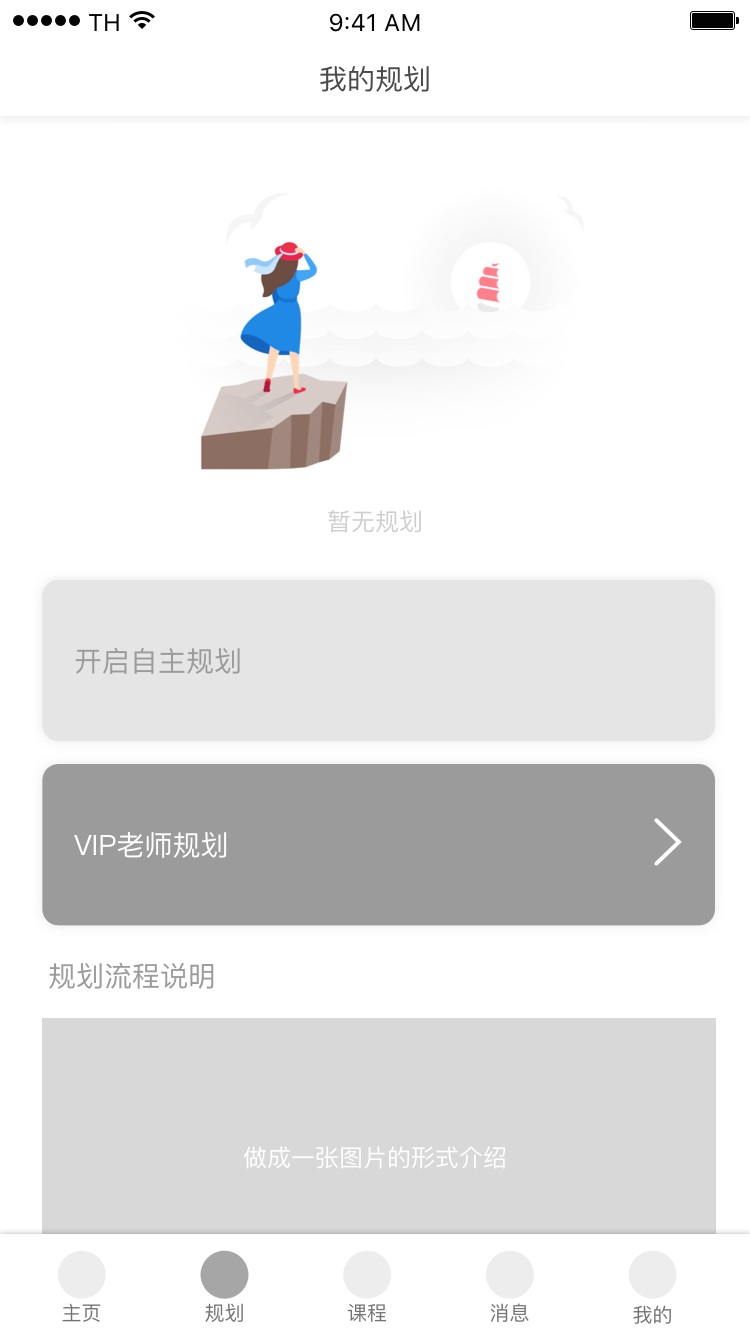 TH 9:41 AM
我的规划
暂无规划
开启自主规划
VIP老师规划
规划流程说明
做成一张图片的形式介绍
主页 规划 课程 消息 我的